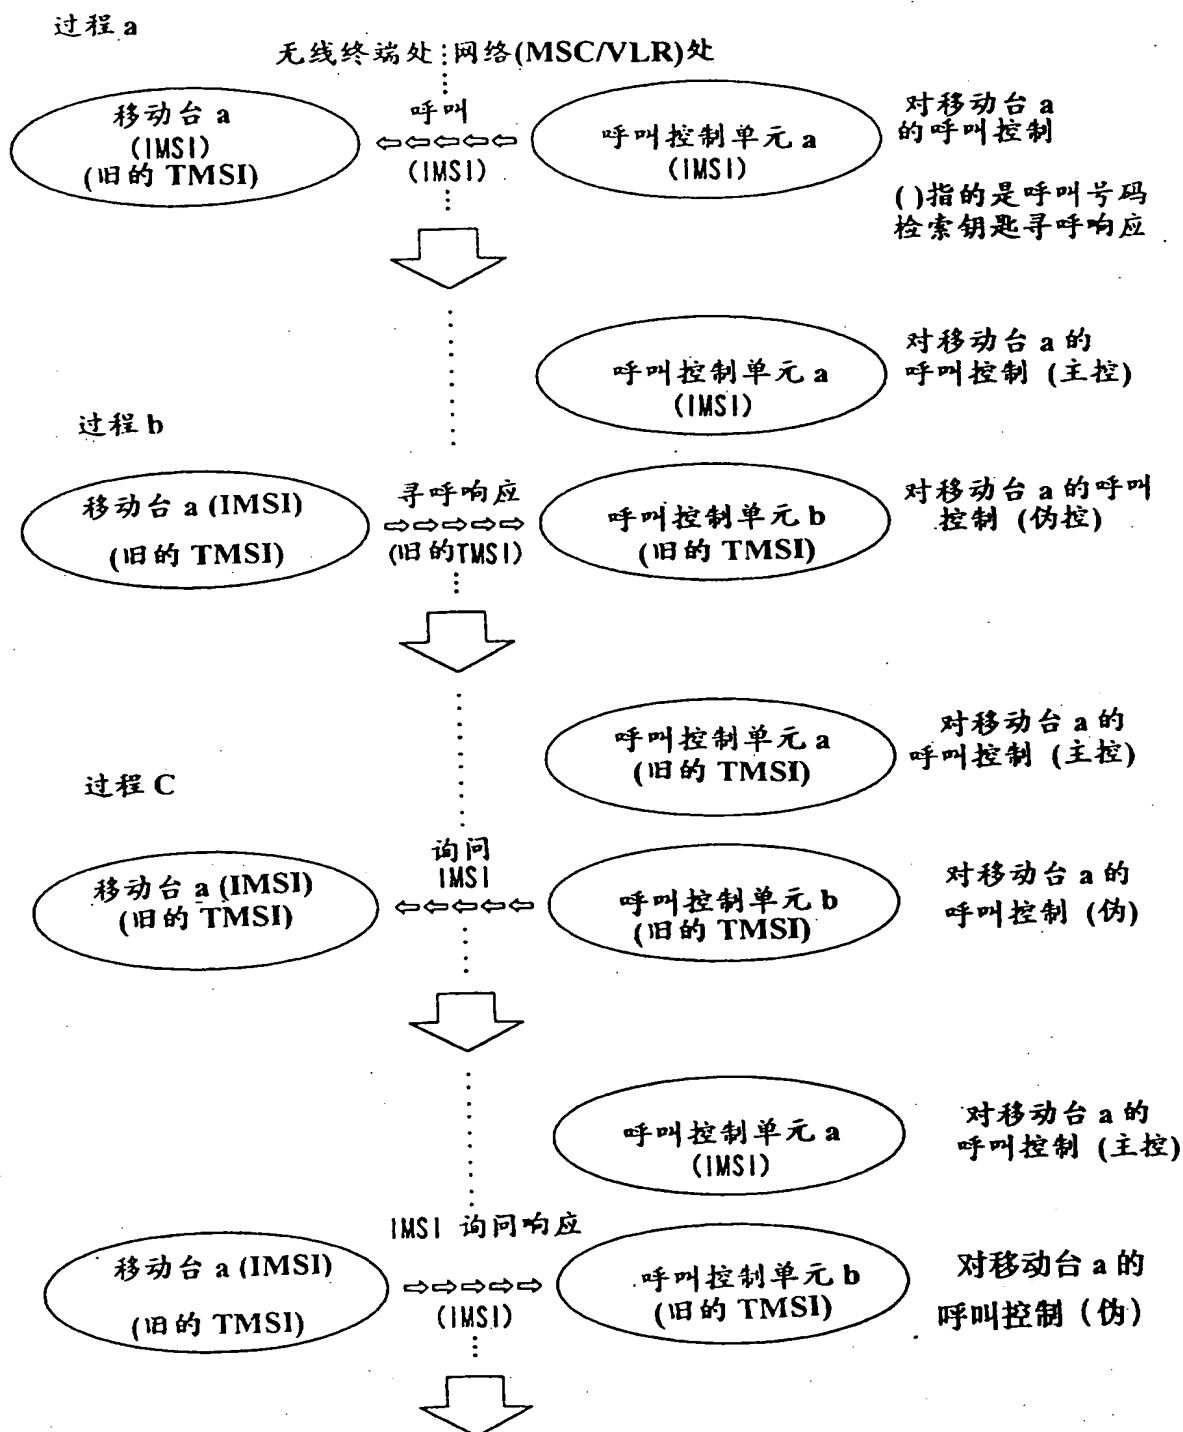 过程 a
无线终端处 网络(MSC/VLR)处
移动台 a
(IMSI)
(旧的 TMSI)
呼叫
(IMSI)
呼叫控制单元 a
(IMSI)
对移动台 a
的呼叫控制
( )指的是呼叫号码
检索钥匙寻呼响应
呼叫控制单元 a
(IMSI)
对移动台 a 的
呼叫控制 (主控)
过程 b
移动台 a (IMSI)
(旧的 TMSI)
寻呼响应
(旧的TMSI)
呼叫控制单元 b
(旧的 TMSI)
对移动台 a 的呼叫
控制 (伪控)
呼叫控制单元 a
(旧的 TMSI)
对移动台 a 的
呼叫控制 (主控)
过程 C
移动台 a (IMSI)
(旧的 TMSI)
询问
IMSI
呼叫控制单元 b
(旧的 TMSI)
对移动台 a 的
呼叫控制 (伪)
呼叫控制单元 a
(IMSI)
对移动台 a 的
呼叫控制 (主控)
移动台 a (IMSI)
(旧的 TMSI)
IMSI 询问响应
(IMSI)
呼叫控制单元 b
(旧的 TMSI)
对移动台 a 的
呼叫控制 (伪)